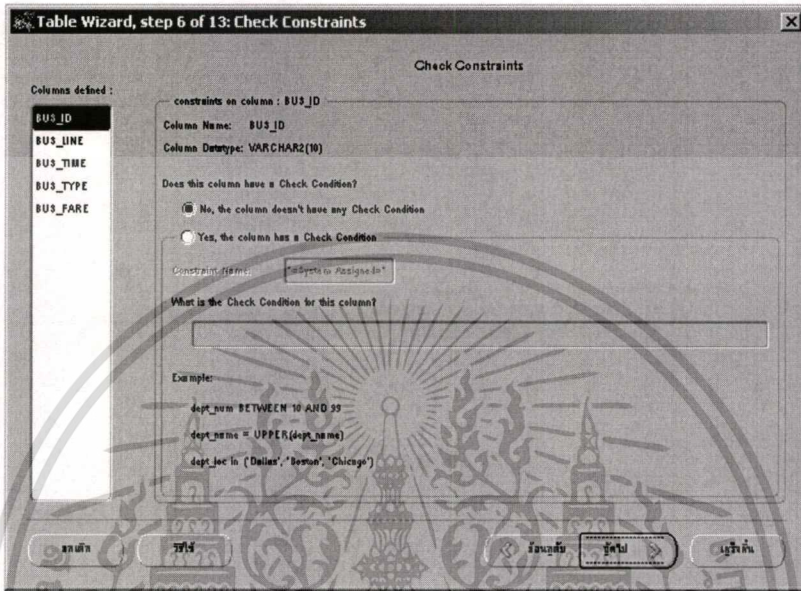 Table Wizard, step 6 of 13: Check Constraints
Check Constraints
Columns defined :
BUS_ID
BUS_LINE
BUS_TIME
BUS_TYPE
BUS_FARE
constraints on column : BUS_ID
Column Name: BUS_ID
Column Datatype: VARCHAR2(10)
Does this column have a Check Condition?
No, the column doesn't have any Check Condition
Yes, the column has a Check Condition
Constraint Name: "<System Assigned>"
What is the Check Condition for this column?
Example:
dept_num BETWEEN 10 AND 99
dept_name = UPPER(dept_name)
dept_loc in ('Dallas', 'Boston', 'Chicago')
ยกเลิก วิธีใช้ ย้อนกลับ ถัดไป เสร็จสิ้น